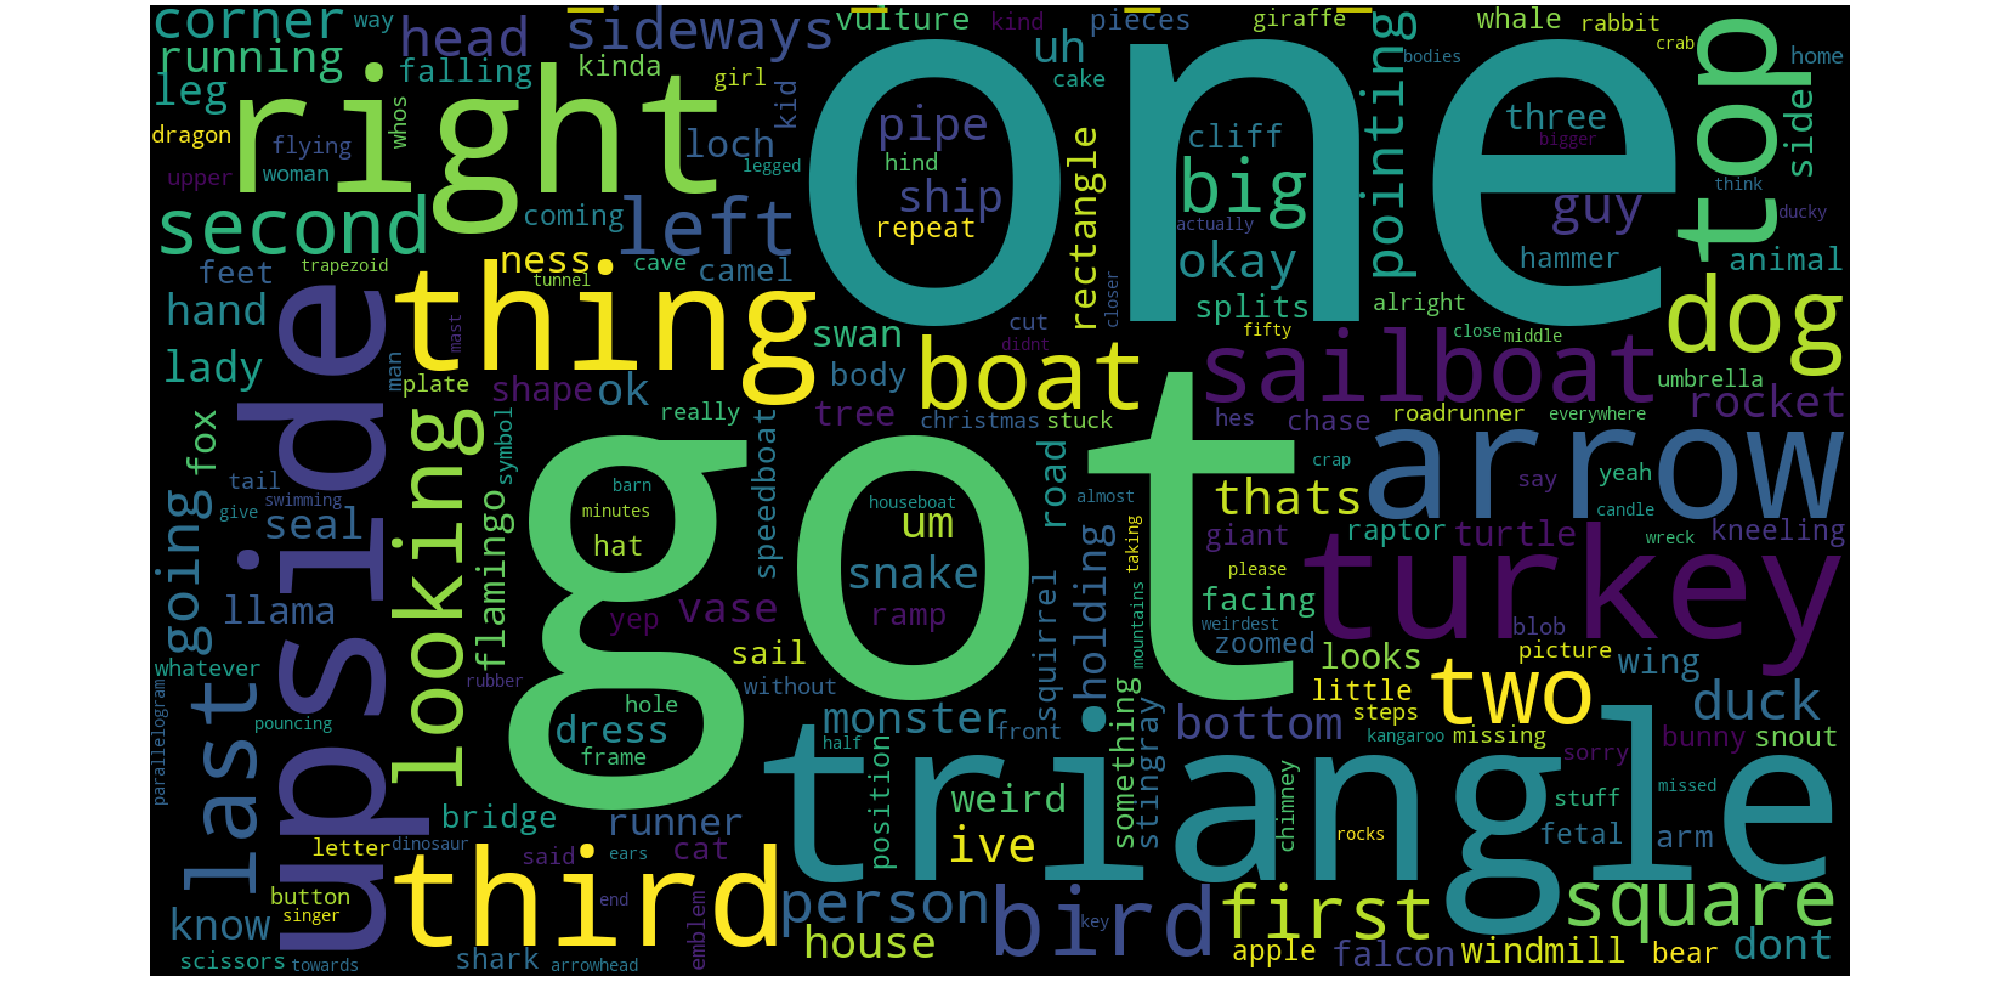 corner way head sideways vulture kind pieces giraffe whale rabbit
running falling kinda girl kid uh cake pointing bodies crab top home
leg right whos one pipe cliff three side
dragon flying loch hind rectangle bigger
upper woman legged ship big guy think
second coming left repeat actually ducky
feet trapezoid ness cave camel okay hammer animal
hand upside thing tunnel closer splits alright dog
lady man mast swan cut didnt fifty close middle
plate shape ok boat body sailboat umbrella
fox looking symbol really tree christmas stuck hes chase roadrunner everywhere rocket
tail flamingo barn speedboat houseboat road almost crap arrow say yeah
going swimming give seal minutes got um thats candle
hat snake taking giant raptor turtle wreck kneeling
llama yep vase ramp squirrel holding mountains please facing turkey
whatever rubber sail weirdest zoomed blob
parallelogram last pouncing without looks picture wing
hole little two duck
dress monster front something bottom steps
frame half stingray kangaroo missing sorry bunny snout
position weird chimney triangle stuff missed
bridge runner ive rocks fetal arm
letter dinosaur said ears cat
button third person bird first square
know singer end emblem house key
scissors towards shark arrowhead apple falcon windmill bear dont